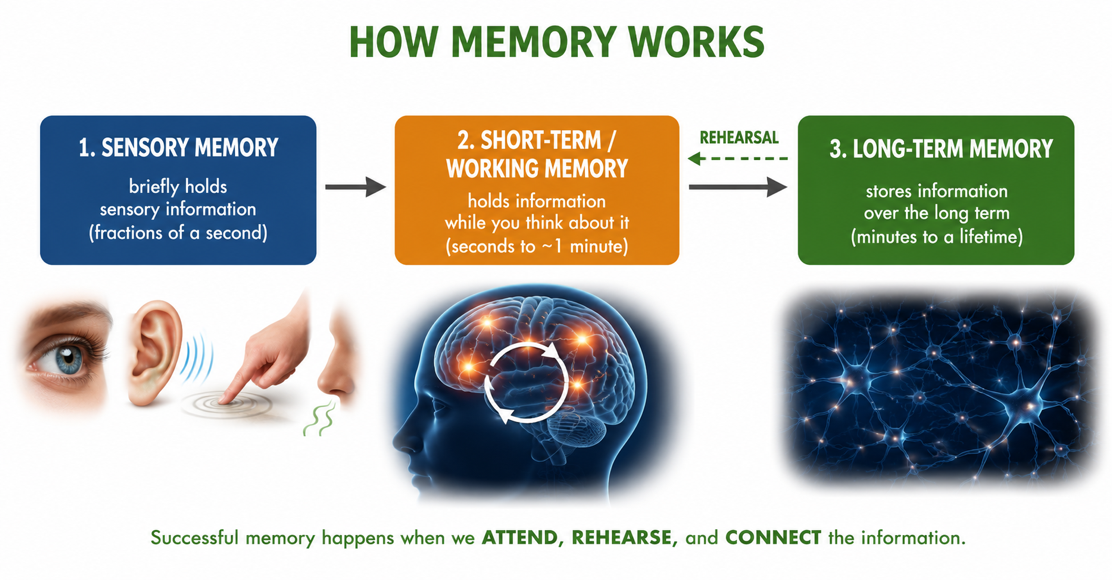 HOW MEMORY WORKS
1. SENSORY MEMORY
briefly holds
sensory information
(fractions of a second)
2. SHORT-TERM /
WORKING MEMORY
holds information
while you think about it
(seconds to ~1 minute)
REHEARSAL
3. LONG-TERM MEMORY
stores information
over the long term
(minutes to a lifetime)
Successful memory happens when we ATTEND, REHEARSE, and CONNECT the information.